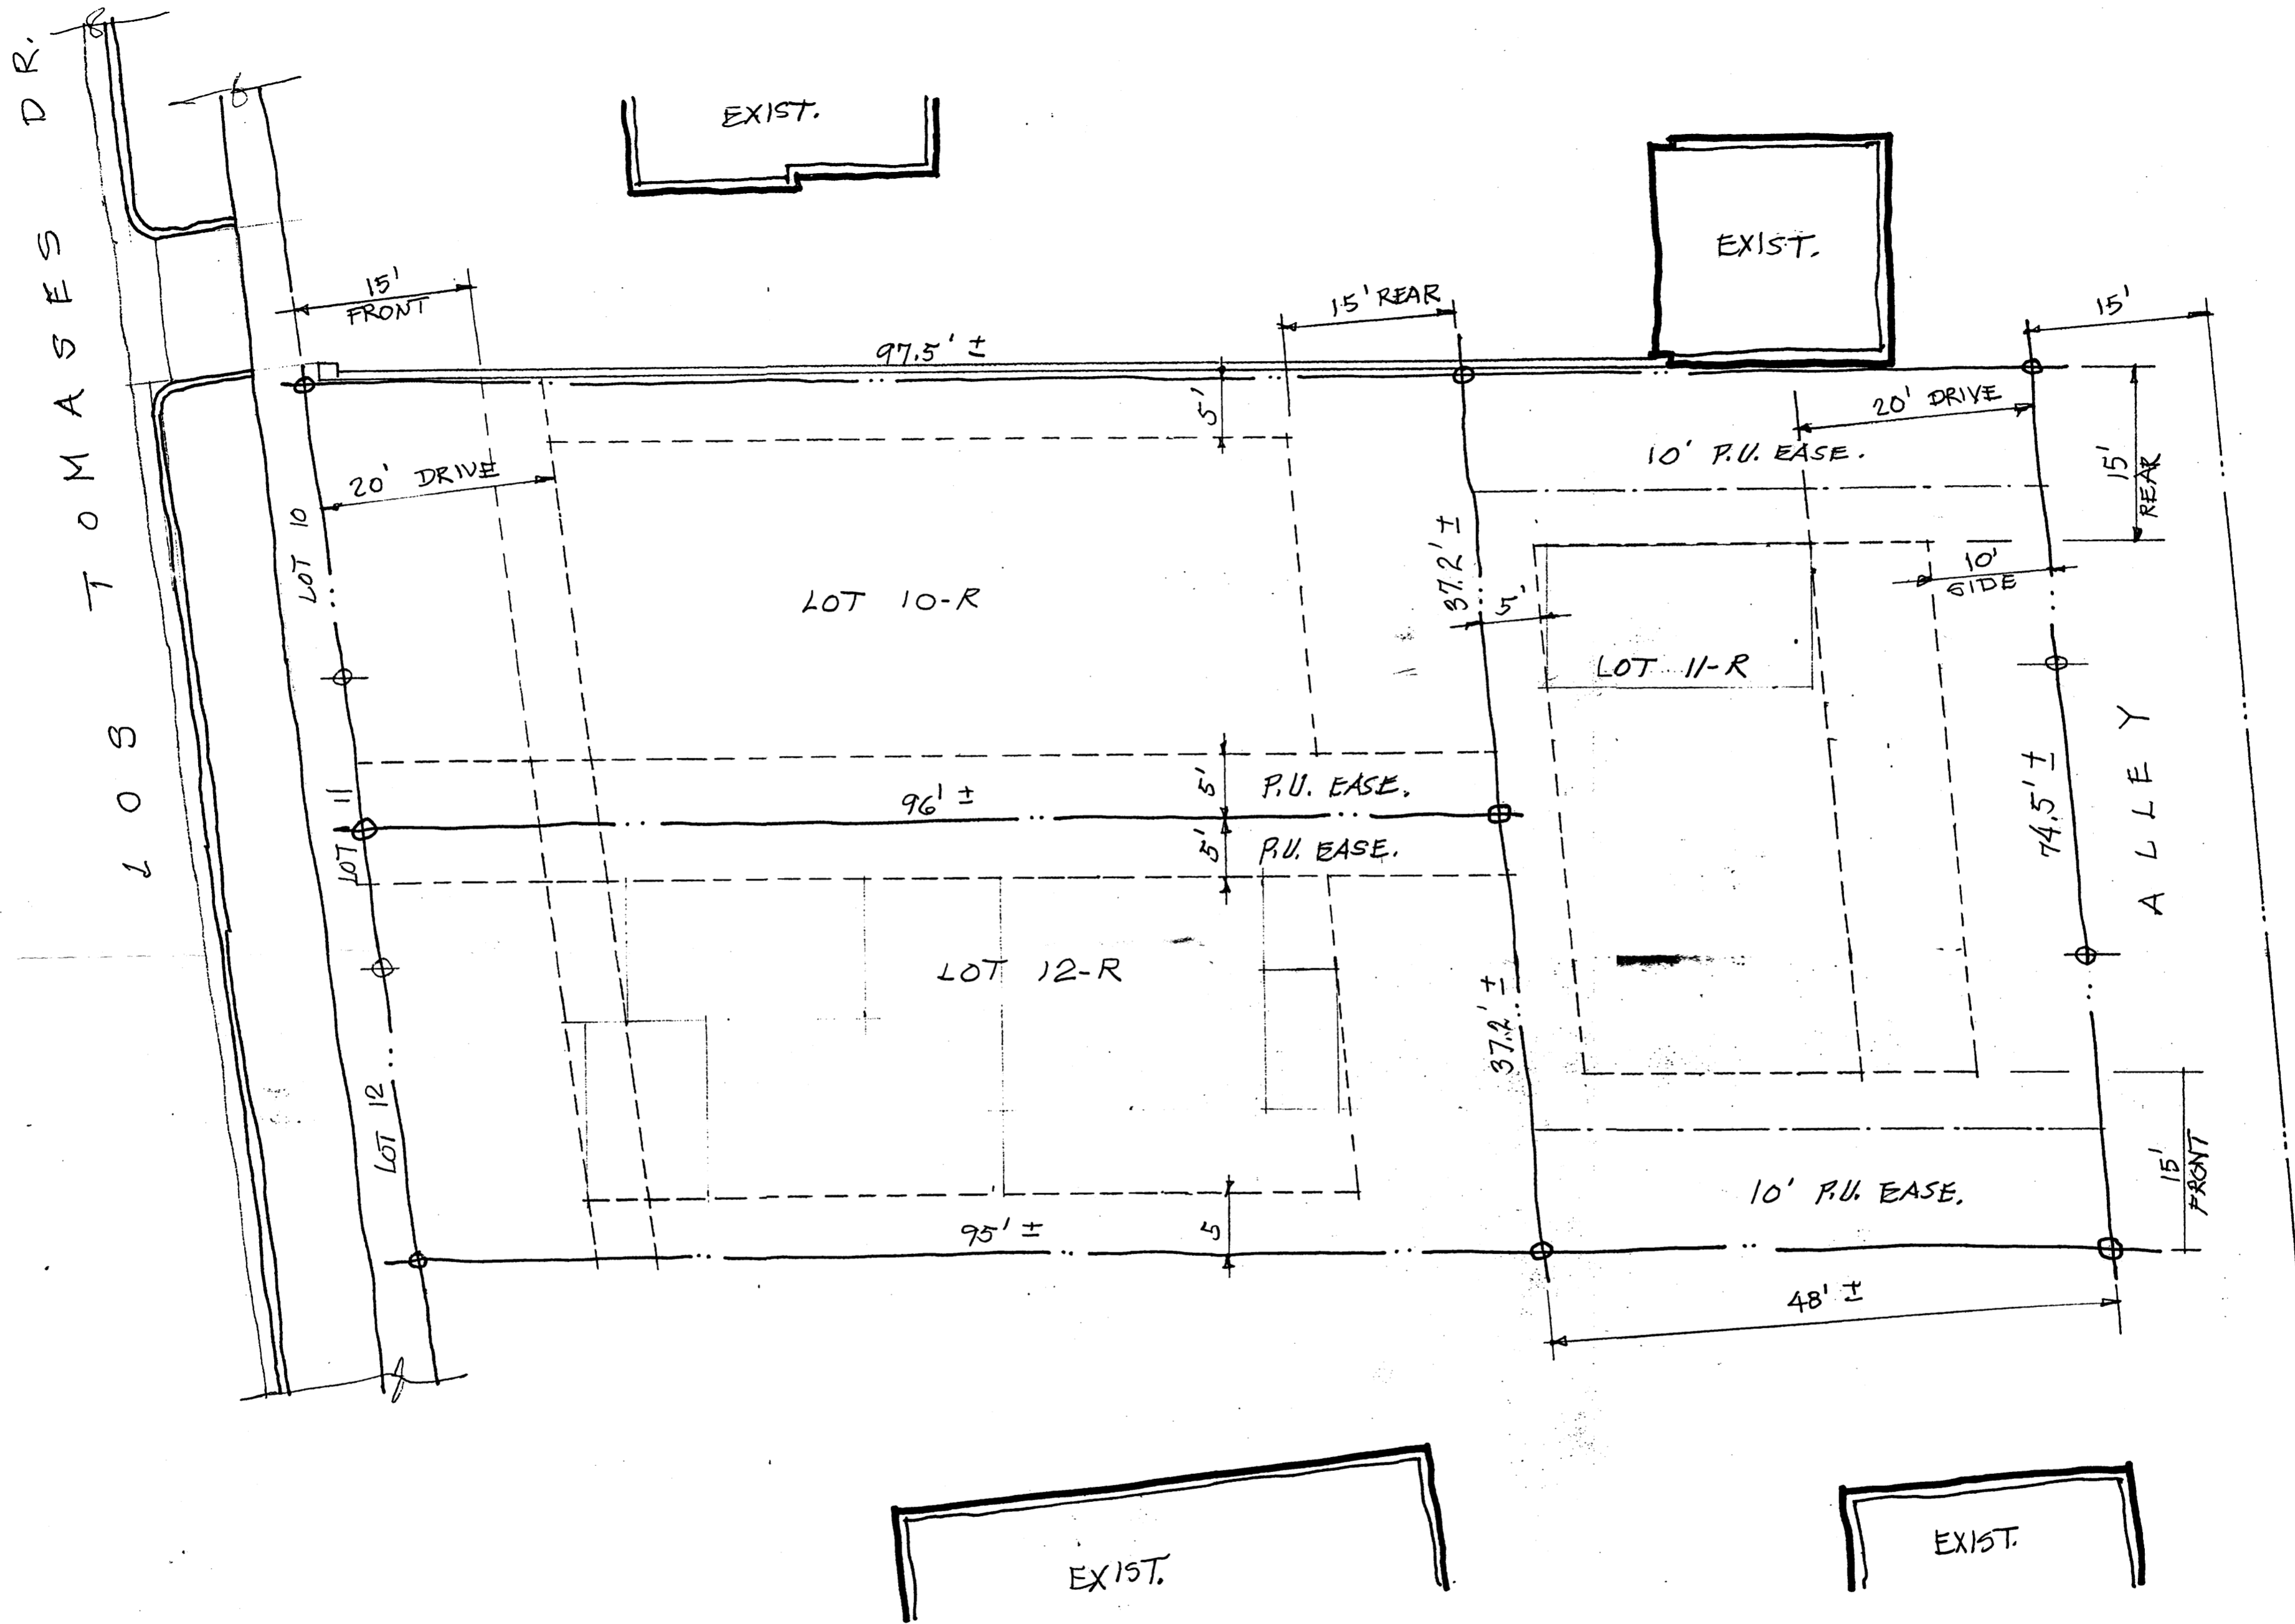 LOS TOMASES DR.
EXIST.
EXIST.
15'
FRONT
15' REAR
15'
97.5' ±
5'
20' DRIVE
10' P.U. EASE.
15'
REAR
20' DRIVE
LOT 10
LOT 10-R
37.2' ±
5'
10'
SIDE
LOT 11-R
ALLEY
74.5' ±
LOT 11
5'
P.U. EASE.
96' ±
5'
P.U. EASE.
LOT 12-R
37.2' ±
LOT 12
10' P.U. EASE.
15'
FRONT
95' ±
5
48' ±
EXIST.
EXIST.